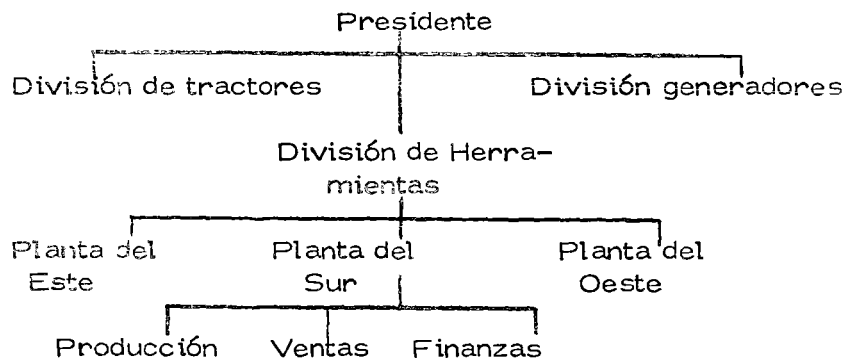 Presidente
División de tractores División generadores
División de Herra-
mientas
Planta del Planta del Planta del
Este Sur Oeste
Producción Ventas Finanzas